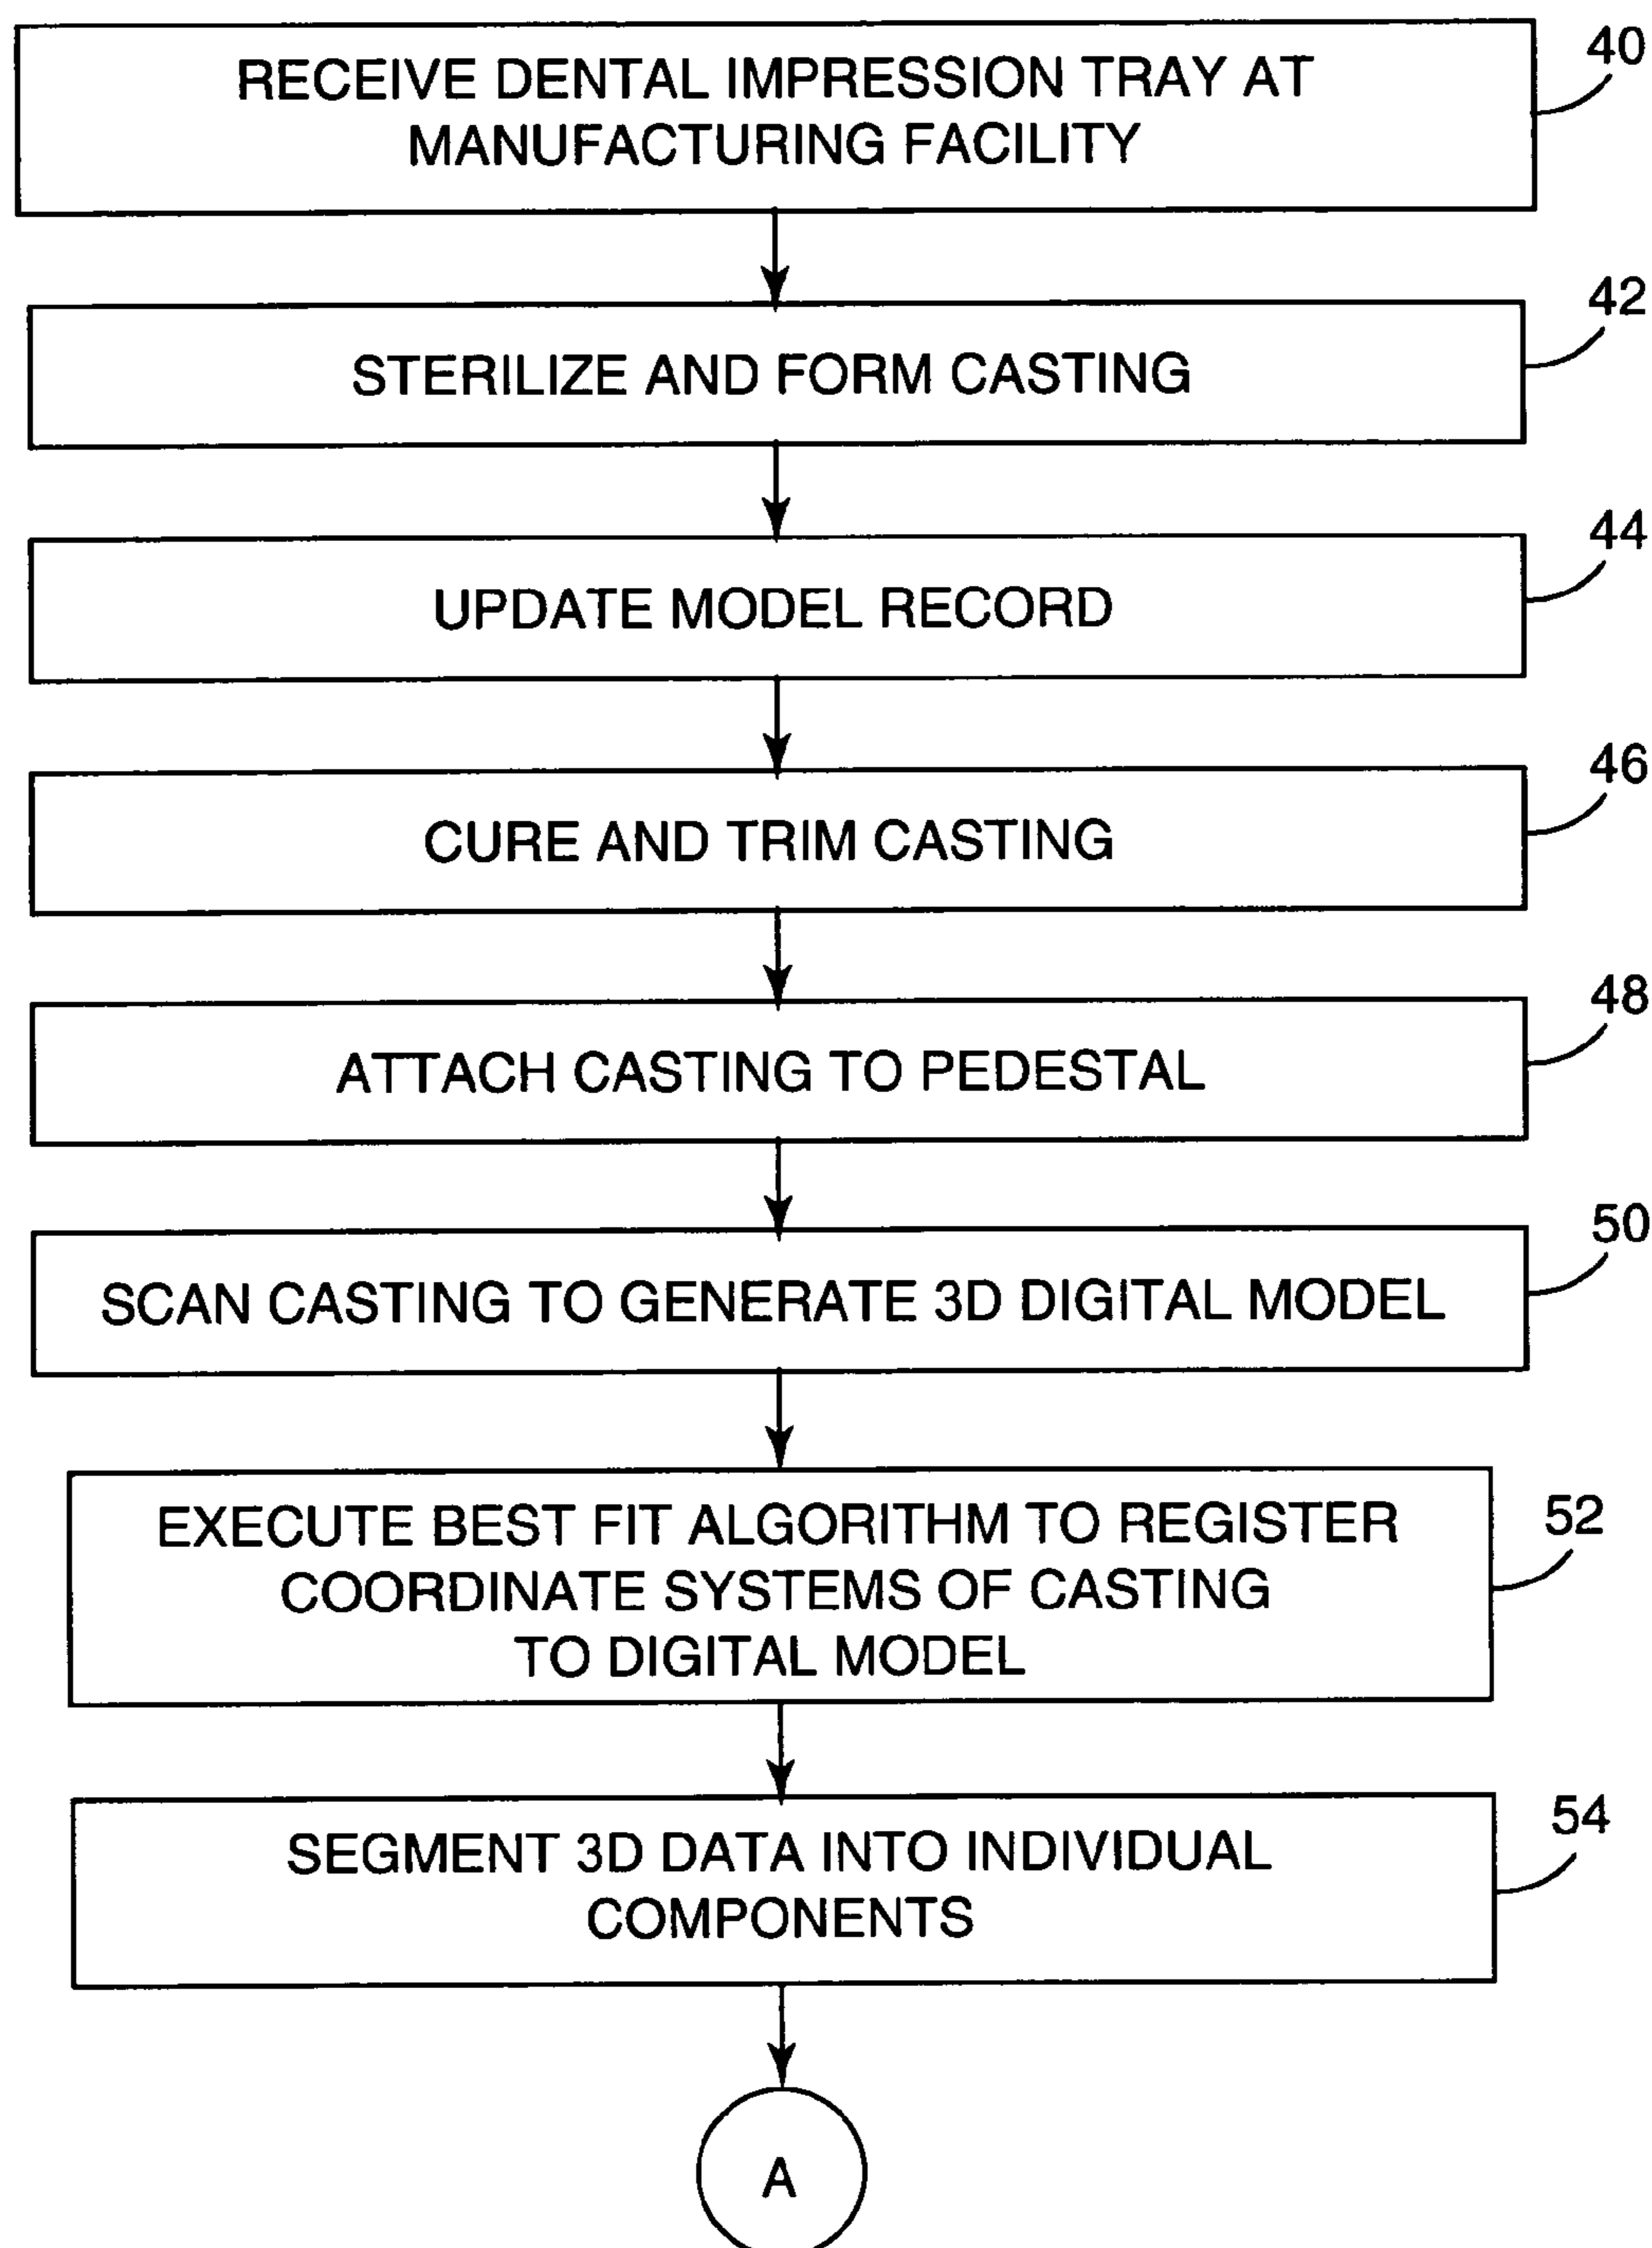 RECEIVE DENTAL IMPRESSION TRAY AT
MANUFACTURING FACILITY
40
STERILIZE AND FORM CASTING
42
UPDATE MODEL RECORD
44
CURE AND TRIM CASTING
46
ATTACH CASTING TO PEDESTAL
48
SCAN CASTING TO GENERATE 3D DIGITAL MODEL
50
EXECUTE BEST FIT ALGORITHM TO REGISTER
COORDINATE SYSTEMS OF CASTING
TO DIGITAL MODEL
52
SEGMENT 3D DATA INTO INDIVIDUAL
COMPONENTS
54
A